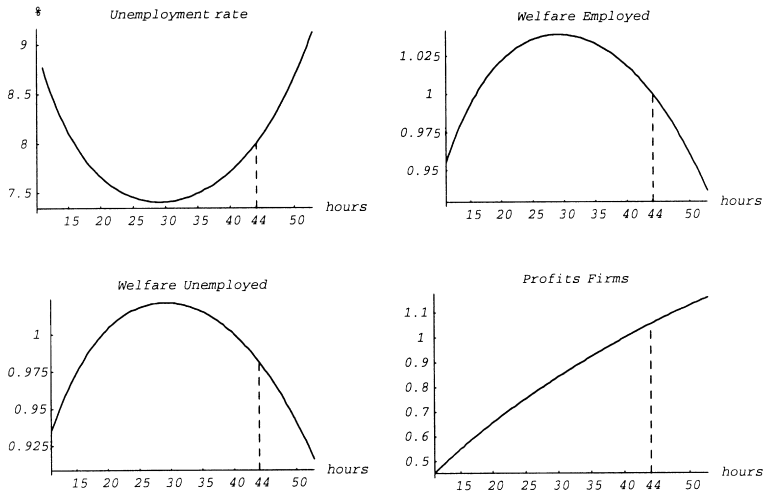 %
Unemployment rate
9
8.5
8
7.5
15 20 25 30 35 40 44 50
hours
Welfare Employed
1.025
1
0.975
0.95
15 20 25 30 35 40 44 50
hours
Welfare Unemployed
1
0.975
0.95
0.925
15 20 25 30 35 40 44 50
hours
Profits Firms
1.1
1
0.9
0.8
0.7
0.6
0.5
15 20 25 30 35 40 44 50
hours